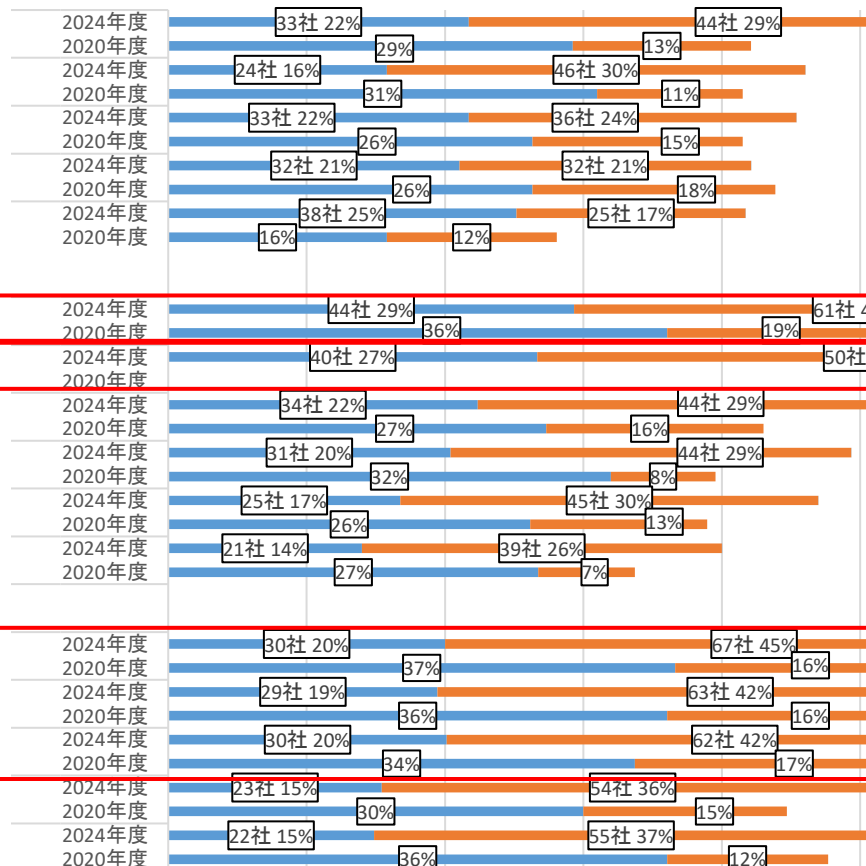 2024年度 33社 22% 44社 29%
2020年度 29% 13%
2024年度 24社 16% 46社 30%
2020年度 31% 11%
2024年度 33社 22% 36社 24%
2020年度 26% 15%
2024年度 32社 21% 32社 21%
2020年度 26% 18%
2024年度 38社 25% 25社 17%
2020年度 16% 12%
2024年度 44社 29% 61社 4
2020年度 36% 19%
2024年度 40社 27% 50社
2020年度
2024年度 34社 22% 44社 29%
2020年度 27% 16%
2024年度 31社 20% 44社 29%
2020年度 32% 8%
2024年度 25社 17% 45社 30%
2020年度 26% 13%
2024年度 21社 14% 39社 26%
2020年度 27% 7%
2024年度 30社 20% 67社 45%
2020年度 37% 16%
2024年度 29社 19% 63社 42%
2020年度 36% 16%
2024年度 30社 20% 62社 42%
2020年度 34% 17%
2024年度 23社 15% 54社 36%
2020年度 30% 15%
2024年度 22社 15% 55社 37%
2020年度 36% 12%